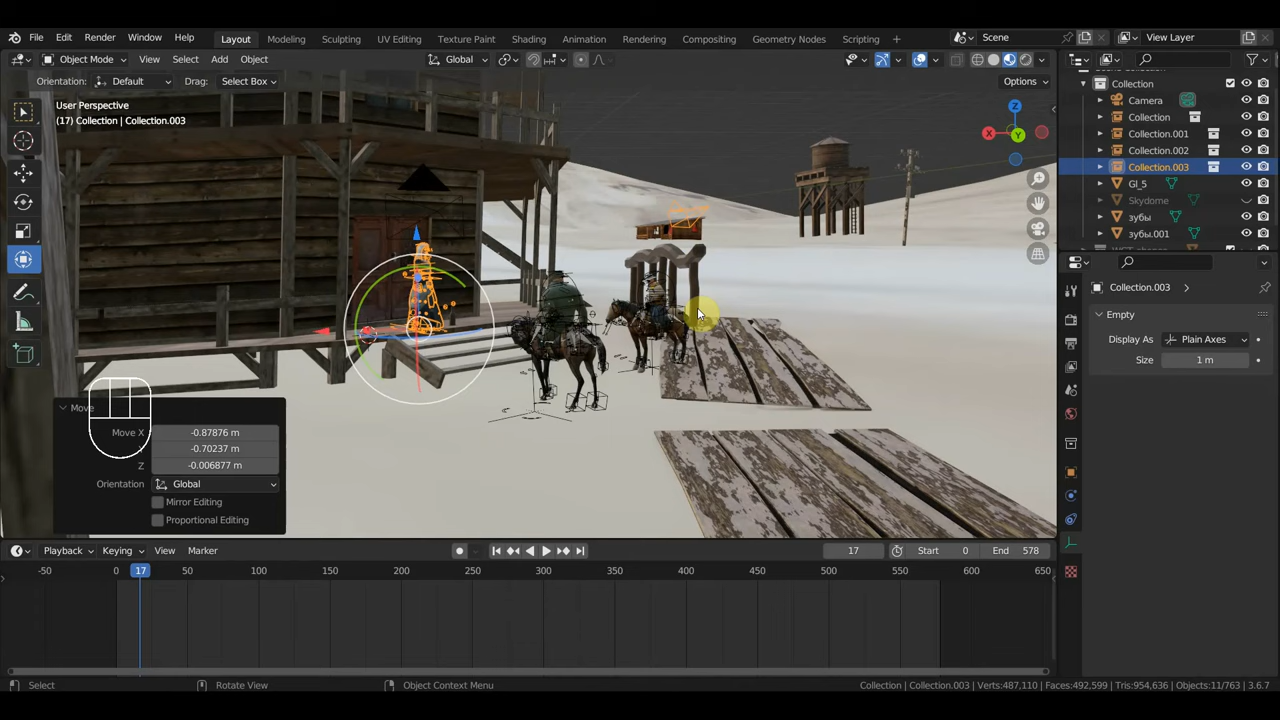 File Edit Render Window Help Layout Modeling Sculpting UV Editing Texture Paint Shading Animation Rendering Compositing Geometry Nodes Scripting + Scene View Layer
Object Mode View Select Add Object Global
Orientation: Default Drag: Select Box Options
User Perspective
(17) Collection | Collection.003
Z
X
Y
Collection
Camera
Collection
Collection.001
Collection.002
Collection.003
Gl_5
Skydome
зубы
зубы.001
Collection.003
Empty
Display As Plain Axes
Size 1 m
Move
Move X -0.87876 m
-0.70237 m
Z -0.006877 m
Orientation Global
Mirror Editing
Proportional Editing
Playback Keying View Marker 17 Start 0 End 578
-50 0 17 50 100 150 200 250 300 350 400 450 500 550 600 650
Select Rotate View Object Context Menu Collection | Collection.003 | Verts:487,110 | Faces:492,599 | Tris:954,636 | Objects:11/763 | 3.6.7